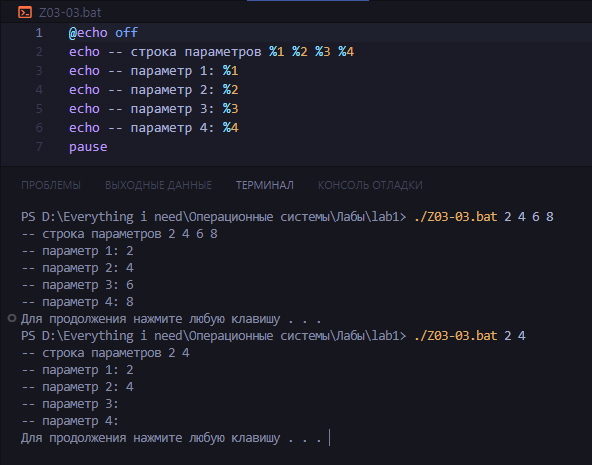 Z03-03.bat
1 @echo off
2 echo -- строка параметров %1 %2 %3 %4
3 echo -- параметр 1: %1
4 echo -- параметр 2: %2
5 echo -- параметр 3: %3
6 echo -- параметр 4: %4
7 pause
ПРОБЛЕМЫ ВЫХОДНЫЕ ДАННЫЕ ТЕРМИНАЛ КОНСОЛЬ ОТЛАДКИ
PS D:\Everything i need\Операционные системы\Лабы\lab1> ./Z03-03.bat 2 4 6 8
-- строка параметров 2 4 6 8
-- параметр 1: 2
-- параметр 2: 4
-- параметр 3: 6
-- параметр 4: 8
Для продолжения нажмите любую клавишу . . .
PS D:\Everything i need\Операционные системы\Лабы\lab1> ./Z03-03.bat 2 4
-- строка параметров 2 4
-- параметр 1: 2
-- параметр 2: 4
-- параметр 3:
-- параметр 4:
Для продолжения нажмите любую клавишу . . .